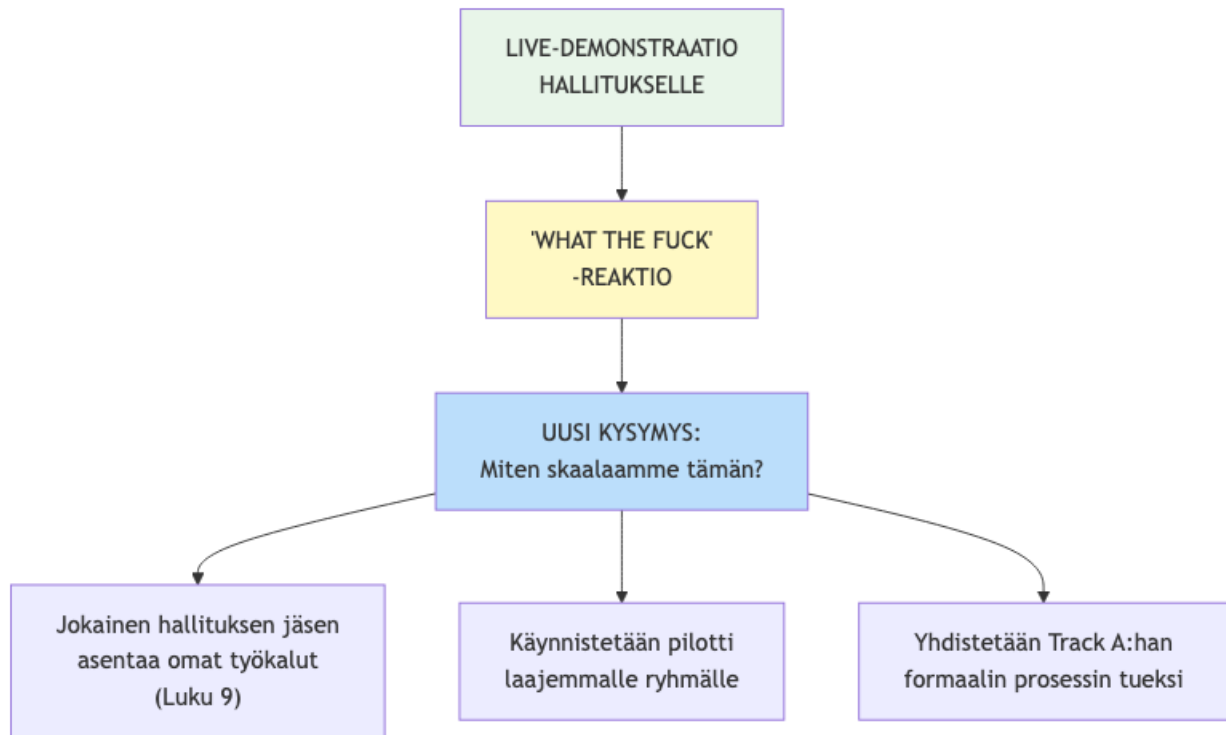 LIVE-DEMONSTRAATIO
HALLITUKSELLE
'WHAT THE FUCK'
-REAKTIO
UUSI KYSYMYS:
Miten skaalaamme tämän?
Jokainen hallituksen jäsen
asentaa omat työkalut
(Luku 9)
Käynnistetään pilotti
laajemmalle ryhmälle
Yhdistetään Track A:han
formaalin prosessin tueksi